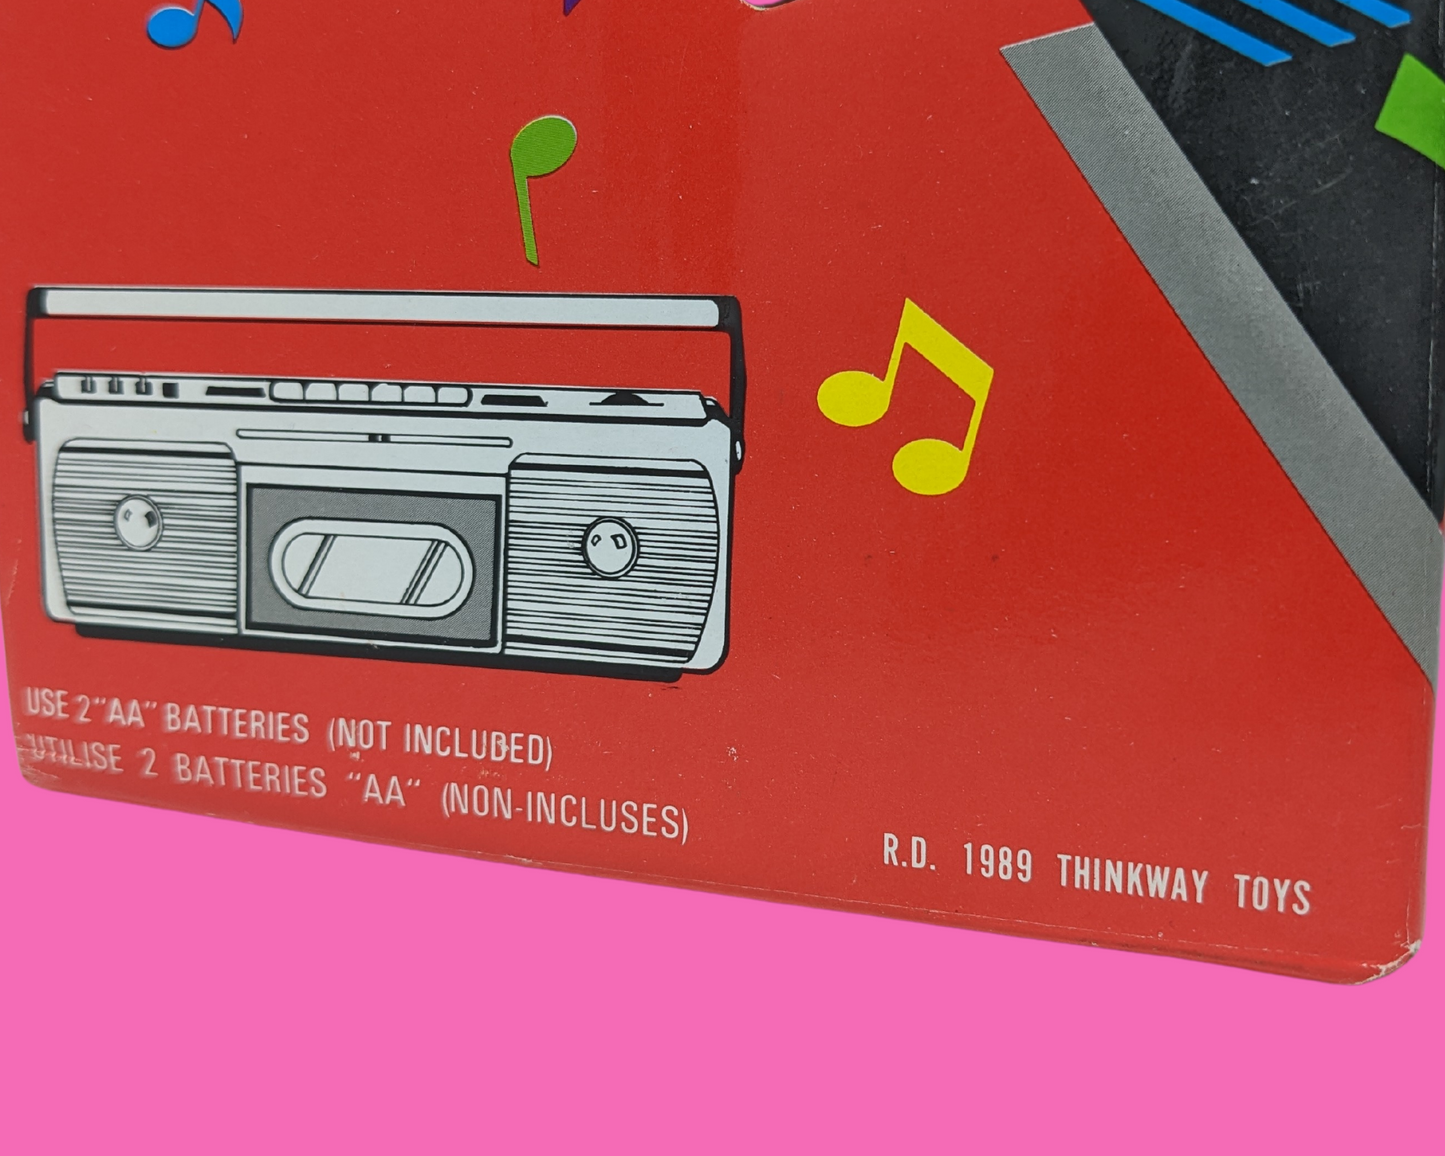 USE 2 "AA" BATTERIES (NOT INCLUDED)
UTILISE 2 BATTERIES "AA" (NON-INCLUSES)
R.D. 1989 THINKWAY TOYS